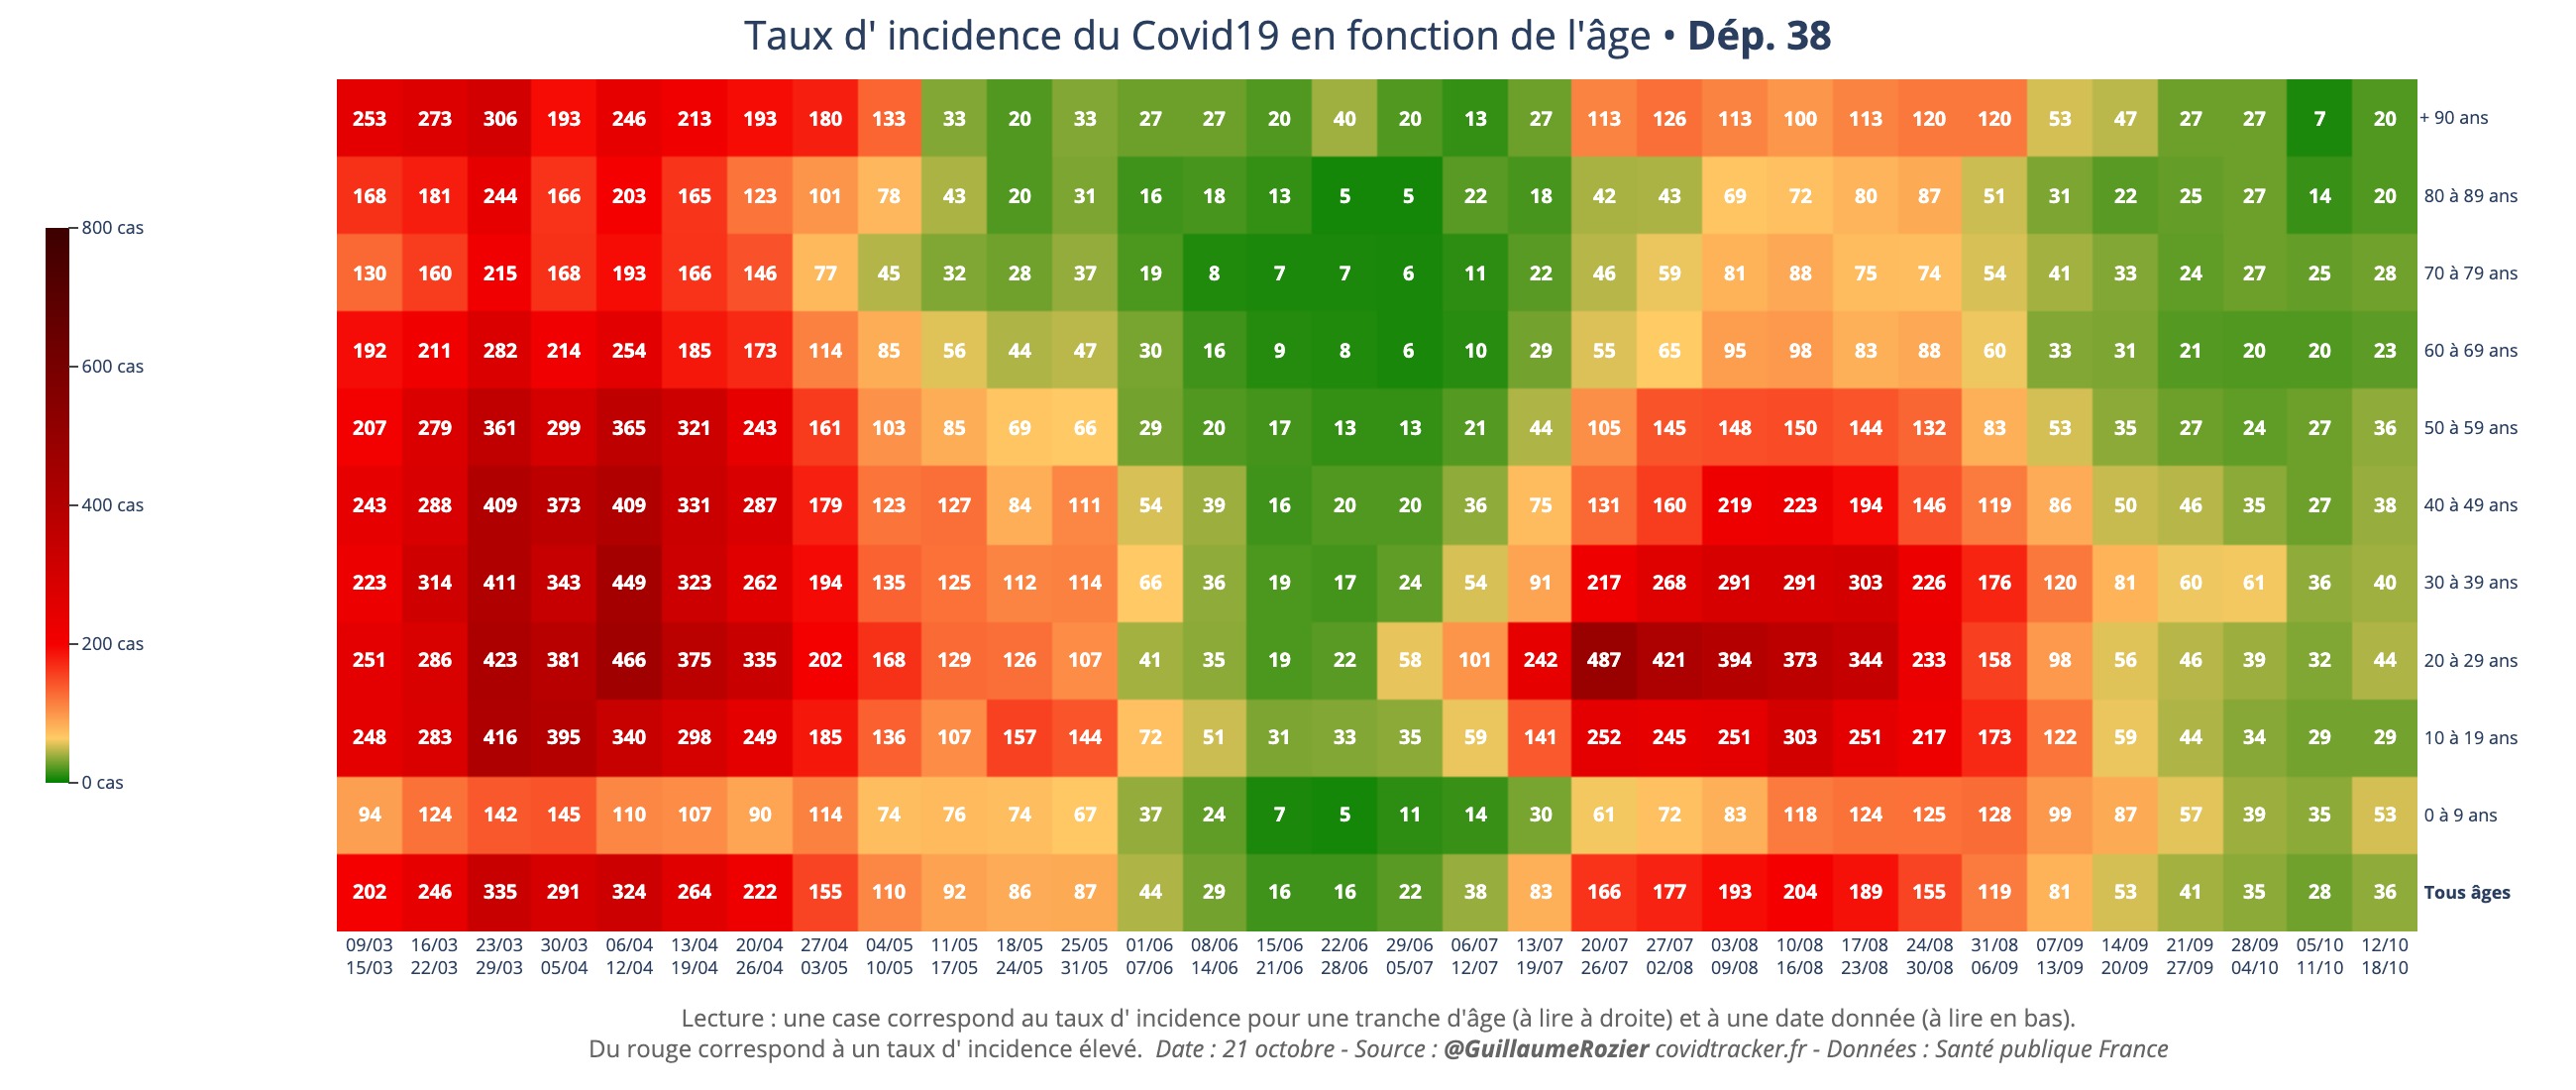 Taux d' incidence du Covid19 en fonction de l'âge • Dép. 38
800 cas
600 cas
400 cas
200 cas
0 cas
253 273 306 193 246 213 193 180 133 33 20 33 27 27 20 40 20 13 27 113 126 113 100 113 120 120 53 47 27 27 7 20 + 90 ans
168 181 244 166 203 165 123 101 78 43 20 31 16 18 13 5 5 22 18 42 43 69 72 80 87 51 31 22 25 27 14 20 80 à 89 ans
130 160 215 168 193 166 146 77 45 32 28 37 19 8 7 7 6 11 22 46 59 81 88 75 74 54 41 33 24 27 25 28 70 à 79 ans
192 211 282 214 254 185 173 114 85 56 44 47 30 16 9 8 6 10 29 55 65 95 98 83 88 60 33 31 21 20 20 23 60 à 69 ans
207 279 361 299 365 321 243 161 103 85 69 66 29 20 17 13 13 21 44 105 145 148 150 144 132 83 53 35 27 24 27 36 50 à 59 ans
243 288 409 373 409 331 287 179 123 127 84 111 54 39 16 20 20 36 75 131 160 219 223 194 146 119 86 50 46 35 27 38 40 à 49 ans
223 314 411 343 449 323 262 194 135 125 112 114 66 36 19 17 24 54 91 217 268 291 291 303 226 176 120 81 60 61 36 40 30 à 39 ans
251 286 423 381 466 375 335 202 168 129 126 107 41 35 19 22 58 101 242 487 421 394 373 344 233 158 98 56 46 39 32 44 20 à 29 ans
248 283 416 395 340 298 249 185 136 107 157 144 72 51 31 33 35 59 141 252 245 251 303 251 217 173 122 59 44 34 29 29 10 à 19 ans
94 124 142 145 110 107 90 114 74 76 74 67 37 24 7 5 11 14 30 61 72 83 118 124 125 128 99 87 57 39 35 53 0 à 9 ans
202 246 335 291 324 264 222 155 110 92 86 87 44 29 16 16 22 38 83 166 177 193 204 189 155 119 81 53 41 35 28 36 Tous âges
09/03 16/03 23/03 30/03 06/04 13/04 20/04 27/04 04/05 11/05 18/05 25/05 01/06 08/06 15/06 22/06 29/06 06/07 13/07 20/07 27/07 03/08 10/08 17/08 24/08 31/08 07/09 14/09 21/09 28/09 05/10 12/10
15/03 22/03 29/03 05/04 12/04 19/04 26/04 03/05 10/05 17/05 24/05 31/05 07/06 14/06 21/06 28/06 05/07 12/07 19/07 26/07 02/08 09/08 16/08 23/08 30/08 06/09 13/09 20/09 27/09 04/10 11/10 18/10
Lecture : une case correspond au taux d' incidence pour une tranche d'âge (à lire à droite) et à une date donnée (à lire en bas).
Du rouge correspond à un taux d' incidence élevé. Date : 21 octobre - Source : @GuillaumeRozier covidtracker.fr - Données : Santé publique France